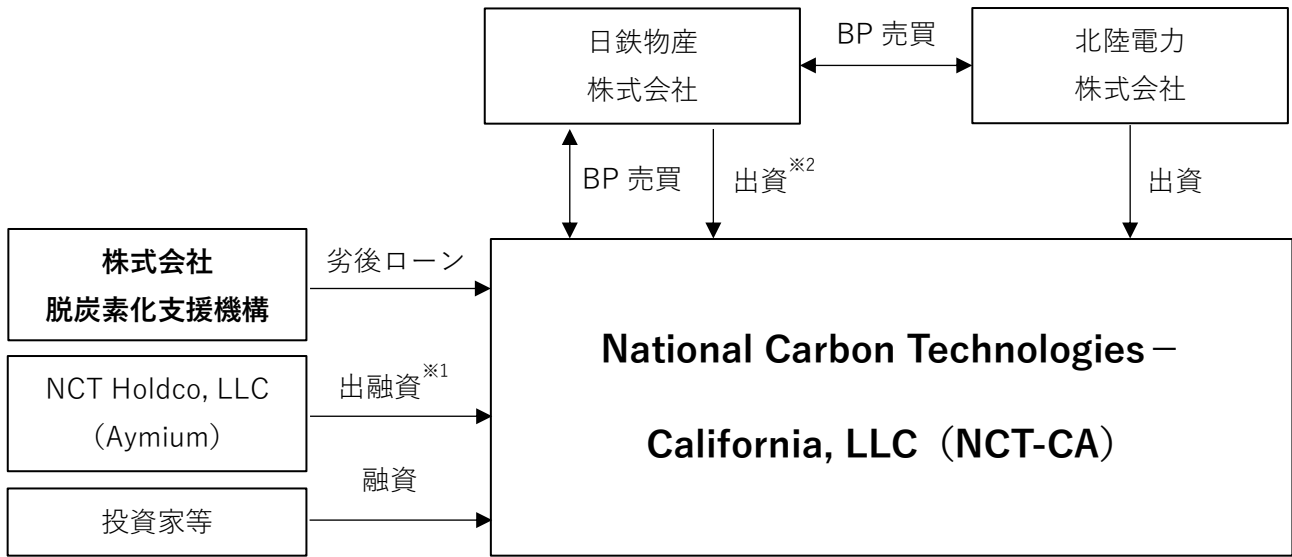 日鉄物産
株式会社
BP 売買
北陸電力
株式会社
BP 売買
出資※2
出資
株式会社
脱炭素化支援機構
劣後ローン
NCT Holdco, LLC
（Aymium）
出融資※1
投資家等
融資
National Carbon Technologies－
California, LLC（NCT-CA）